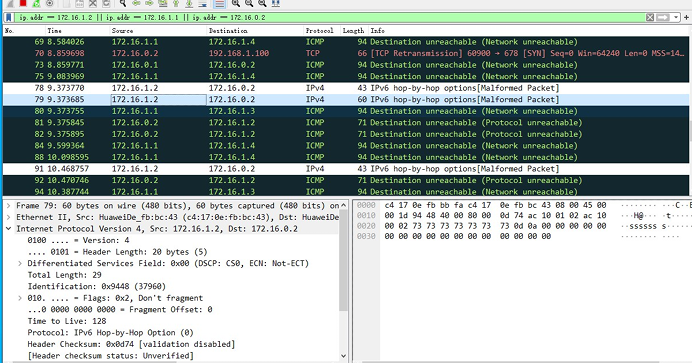 ip.addr == 172.16.1.2 || ip.addr == 172.16.1.1 || ip.addr == 172.16.0.2
No. Time Source Destination Protocol Length Info
69 8.584026 172.16.1.1 172.16.1.4 ICMP 94 Destination unreachable (Network unreachable)
70 8.859698 172.16.0.2 192.168.1.100 TCP 66 [TCP Retransmission] 60900 → 678 [SYN] Seq=0 Win=64240 Len=0 MSS=14…
73 8.859771 172.16.0.1 172.16.0.2 ICMP 94 Destination unreachable (Network unreachable)
75 9.083969 172.16.1.1 172.16.1.4 ICMP 94 Destination unreachable (Network unreachable)
78 9.373770 172.16.1.2 172.16.0.2 IPv4 43 IPv6 hop-by-hop options[Malformed Packet]
79 9.373685 172.16.1.2 172.16.0.2 IPv4 60 IPv6 hop-by-hop options[Malformed Packet]
80 9.373755 172.16.1.1 172.16.1.3 ICMP 94 Destination unreachable (Network unreachable)
81 9.375845 172.16.0.2 172.16.1.2 ICMP 71 Destination unreachable (Protocol unreachable)
82 9.375895 172.16.0.2 172.16.1.2 ICMP 71 Destination unreachable (Protocol unreachable)
84 9.599364 172.16.1.1 172.16.1.4 ICMP 94 Destination unreachable (Network unreachable)
88 10.098595 172.16.1.1 172.16.1.4 ICMP 94 Destination unreachable (Network unreachable)
91 10.468757 172.16.1.2 172.16.0.2 IPv4 43 IPv6 hop-by-hop options[Malformed Packet]
92 10.470746 172.16.0.2 172.16.1.2 ICMP 71 Destination unreachable (Protocol unreachable)
94 10.387744 172.16.1.1 172.16.1.3 ICMP 94 Destination unreachable (Network unreachable)
Frame 79: 60 bytes on wire (480 bits), 60 bytes captured (480 bits) on
Ethernet II, Src: HuaweiDe_fb:bc:43 (c4:17:0e:fb:bc:43), Dst: HuaweiDe
Internet Protocol Version 4, Src: 172.16.1.2, Dst: 172.16.0.2
0100 .... = Version: 4
.... 0101 = Header Length: 20 bytes (5)
Differentiated Services Field: 0x00 (DSCP: CS0, ECN: Not-ECT)
Total Length: 29
Identification: 0x9448 (37960)
010. .... = Flags: 0x2, Don't fragment
...0 0000 0000 0000 = Fragment Offset: 0
Time to Live: 128
Protocol: IPv6 Hop-by-Hop Option (0)
Header Checksum: 0x0d74 [validation disabled]
[Header checksum status: Unverified]
0000 c4 17 0e fb bb fa c4 17 0e fb bc 43 08 00 45 00
0010 00 1d 94 48 40 00 80 00 0d 74 ac 10 01 02 ac 10
0020 00 02 73 73 73 73 73 73 73 0d 0a 00 00 00 00 00
0030 00 00 00 00 00 00 00 00 00 00 00 00